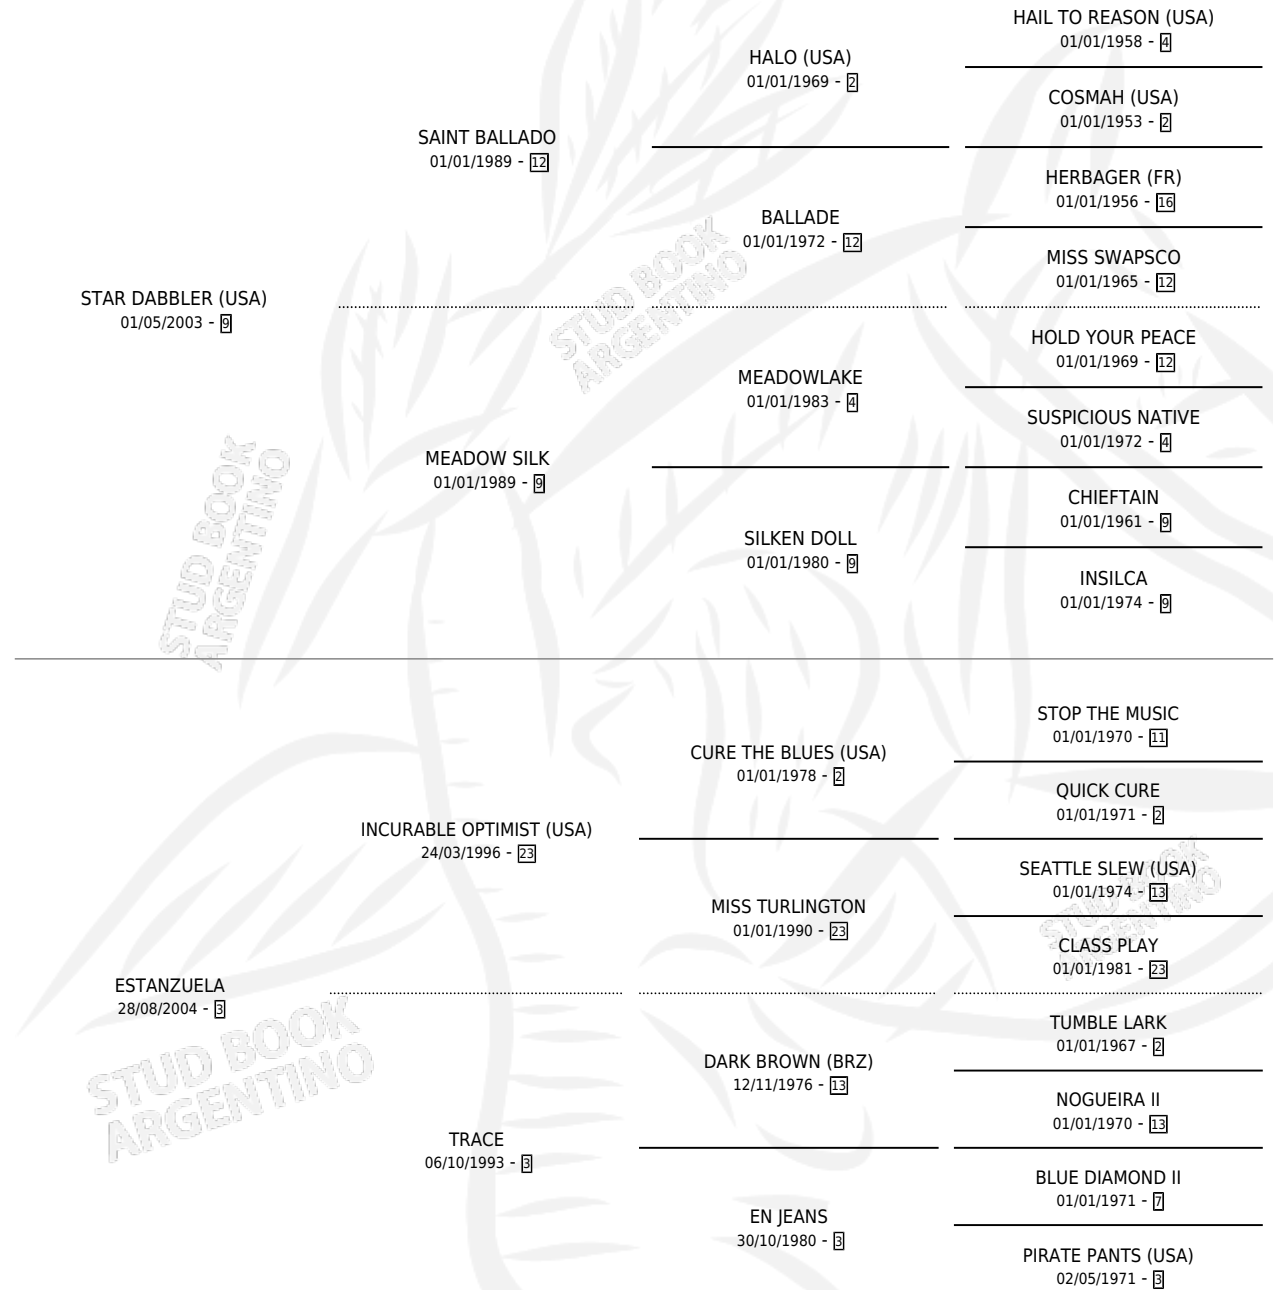 HAIL TO REASON (USA)
01/01/1958 - 4
HALO (USA)
01/01/1969 - 2
COSMAH (USA)
01/01/1953 - 2
SAINT BALLADO
01/01/1989 - 12
HERBAGER (FR)
01/01/1956 - 16
BALLADE
01/01/1972 - 12
MISS SWAPSCO
01/01/1965 - 12
STAR DABBLER (USA)
01/05/2003 - 9
STUD BOOK
ARGENTINO
HOLD YOUR PEACE
01/01/1969 - 12
MEADOWLAKE
01/01/1983 - 4
SUSPICIOUS NATIVE
01/01/1972 - 4
MEADOW SILK
01/01/1989 - 9
CHIEFTAIN
01/01/1961 - 9
SILKEN DOLL
01/01/1980 - 9
INSILCA
01/01/1974 - 9
STUD BOOK
ARGENTINO
STOP THE MUSIC
01/01/1970 - 11
CURE THE BLUES (USA)
01/01/1978 - 2
QUICK CURE
01/01/1971 - 2
INCURABLE OPTIMIST (USA)
24/03/1996 - 23
SEATTLE SLEW (USA)
01/01/1974 - 13
MISS TURLINGTON
01/01/1990 - 23
STUD BOOK
ARGENTINO
CLASS PLAY
01/01/1981 - 23
ESTANZUELA
28/08/2004 - 3
STUD BOOK
ARGENTINO
TUMBLE LARK
01/01/1967 - 2
DARK BROWN (BRZ)
12/11/1976 - 13
NOGUEIRA II
01/01/1970 - 13
TRACE
06/10/1993 - 3
BLUE DIAMOND II
01/01/1971 - 7
EN JEANS
30/10/1980 - 3
PIRATE PANTS (USA)
02/05/1971 - 3